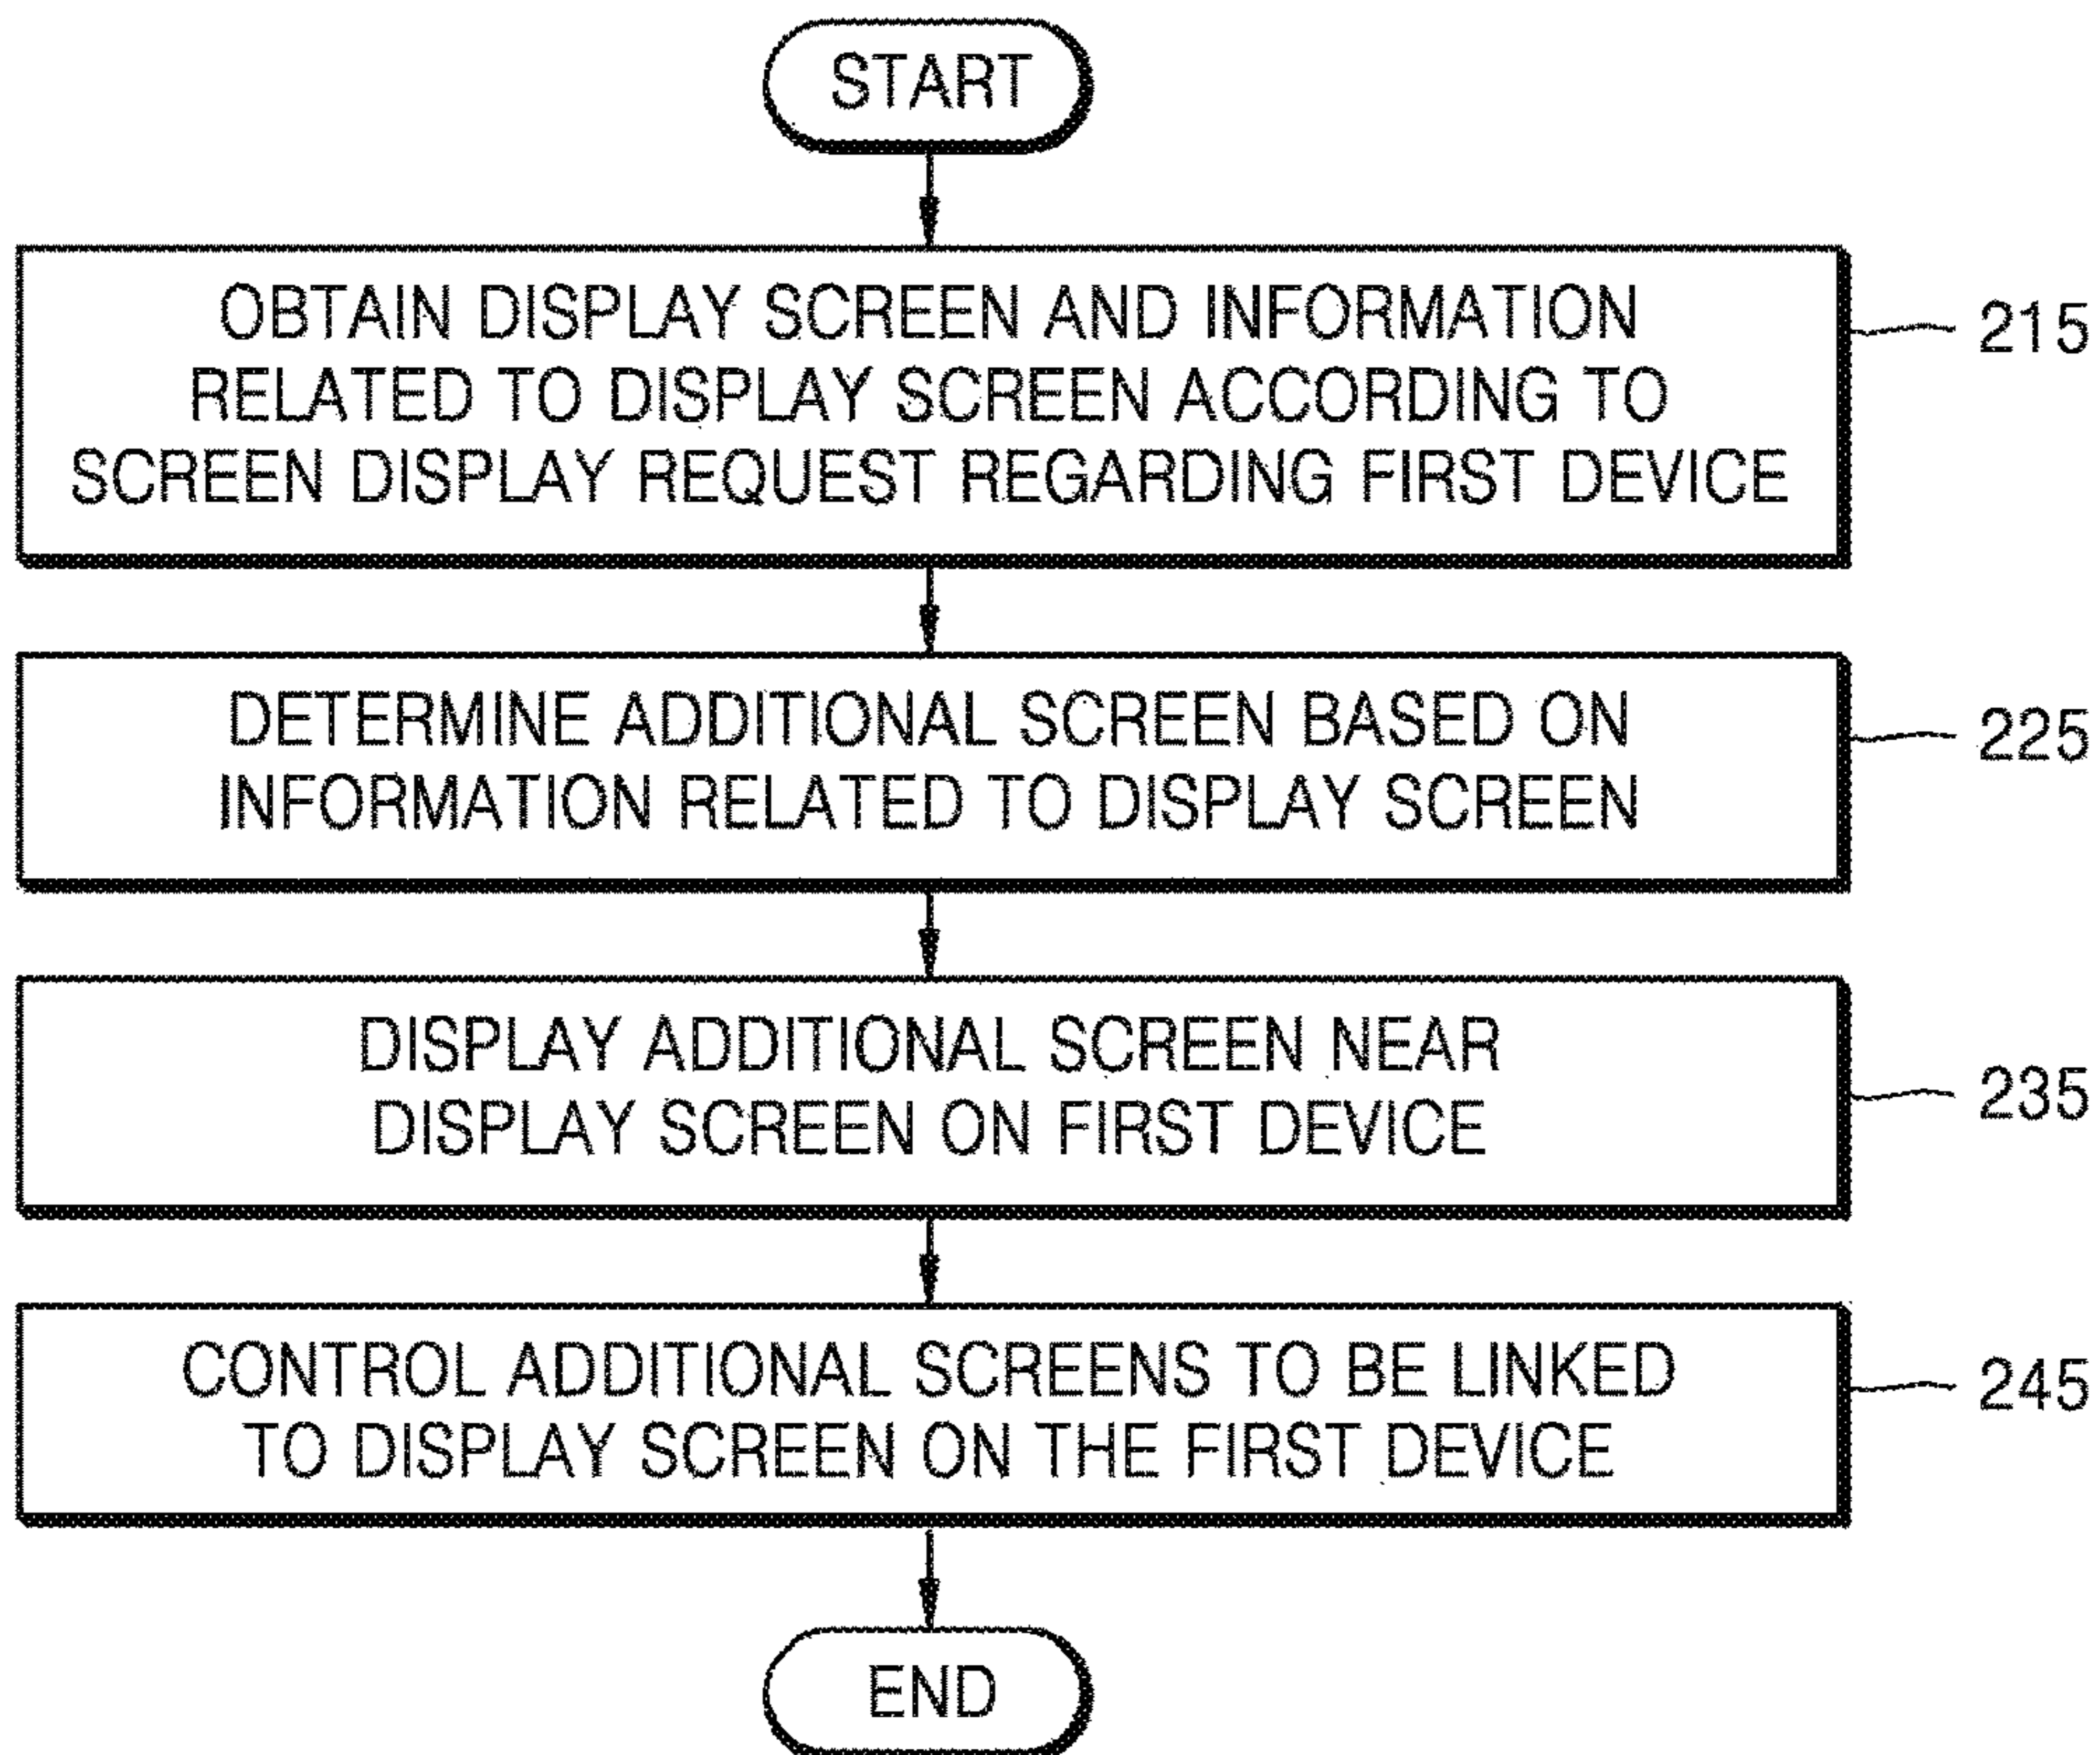 START
OBTAIN DISPLAY SCREEN AND INFORMATION
RELATED TO DISPLAY SCREEN ACCORDING TO
SCREEN DISPLAY REQUEST REGARDING FIRST DEVICE
215
DETERMINE ADDITIONAL SCREEN BASED ON
INFORMATION RELATED TO DISPLAY SCREEN
225
DISPLAY ADDITIONAL SCREEN NEAR
DISPLAY SCREEN ON FIRST DEVICE
235
CONTROL ADDITIONAL SCREENS TO BE LINKED
TO DISPLAY SCREEN ON THE FIRST DEVICE
245
END